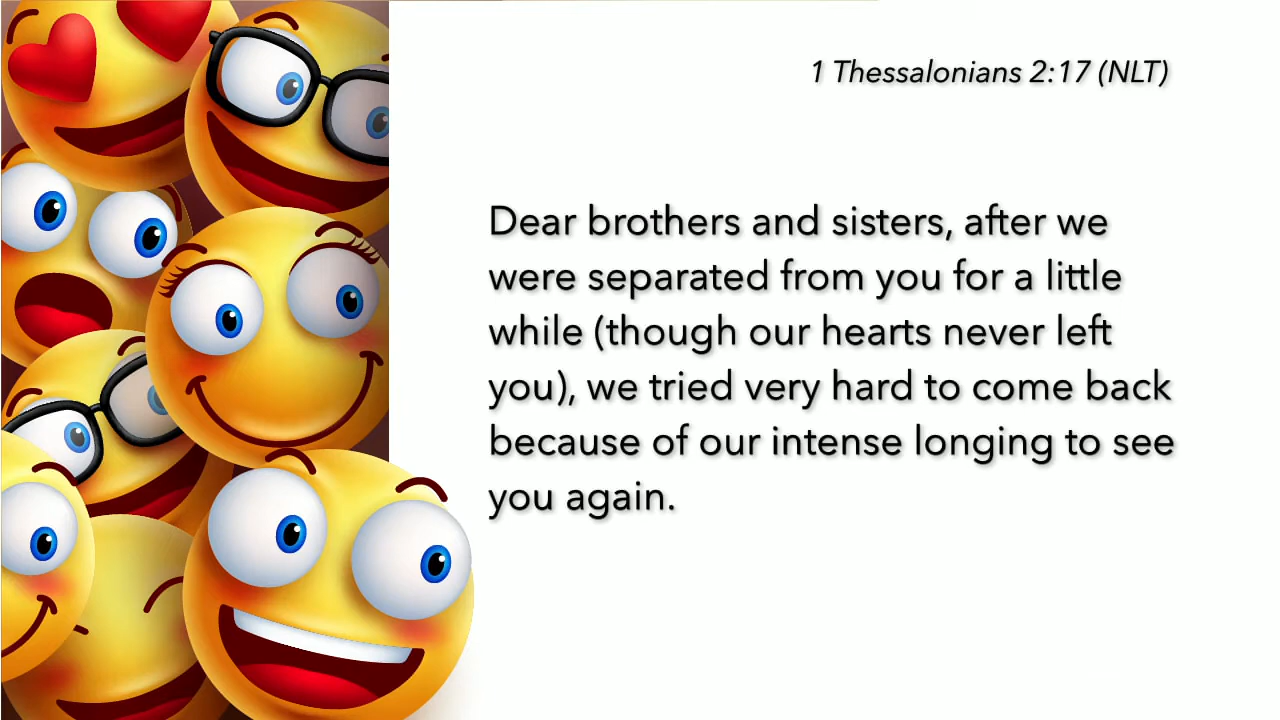 1 Thessalonians 2:17 (NLT)
Dear brothers and sisters, after we
were separated from you for a little
while (though our hearts never left
you), we tried very hard to come back
because of our intense longing to see
you again.